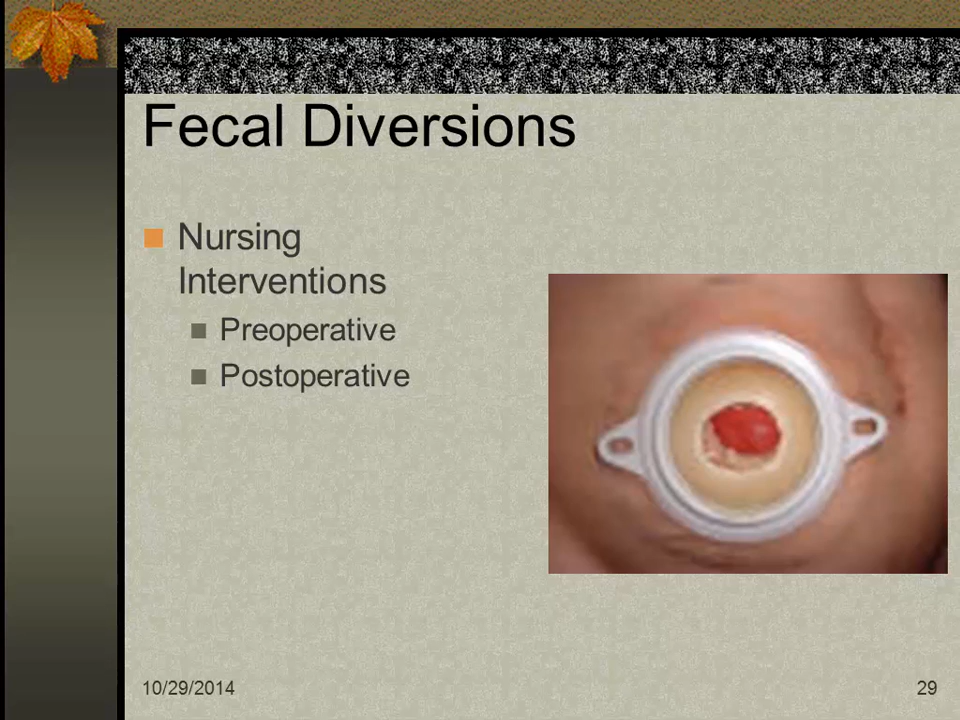 Fecal Diversions
Nursing
Interventions
Preoperative
Postoperative
10/29/2014
29